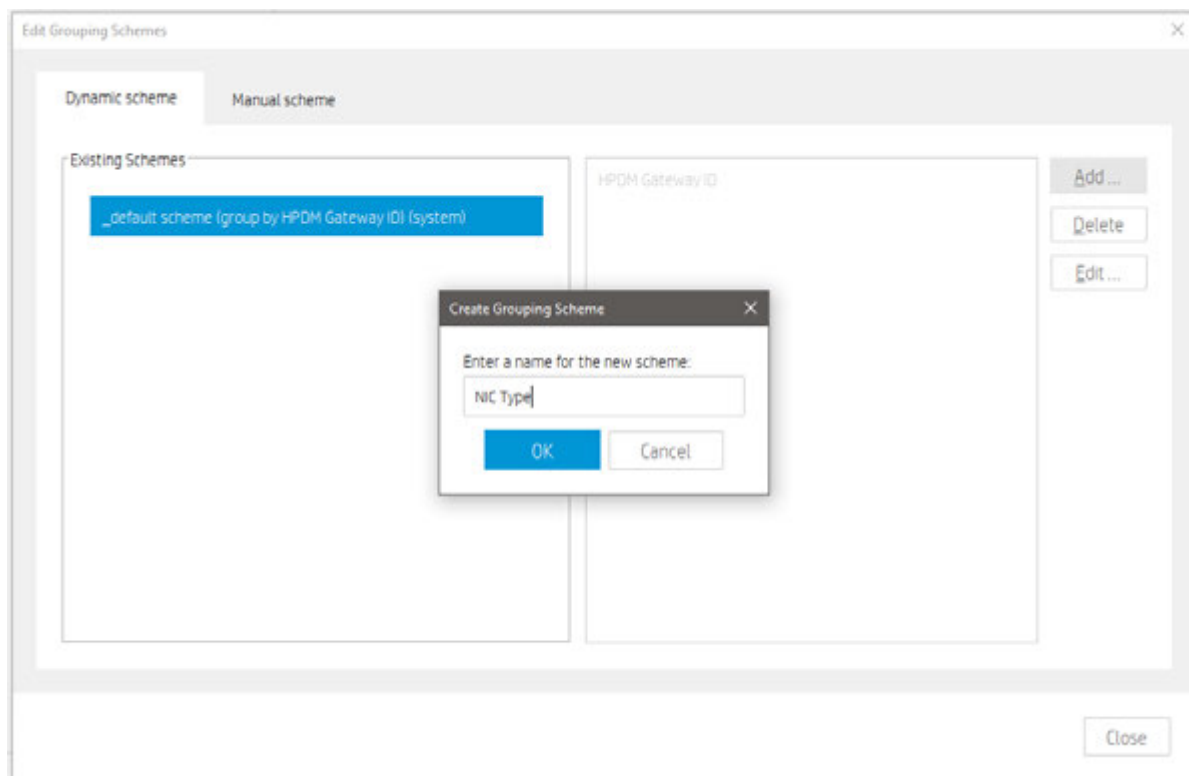 Edit Grouping Schemes
Dynamic scheme
Manual scheme
Existing Schemes
_default scheme (group by HPDM Gateway ID) (system)
HPDM Gateway ID
Add ...
Delete
Edit ...
Create Grouping Scheme
Enter a name for the new scheme:
NIC Type
OK
Cancel
Close